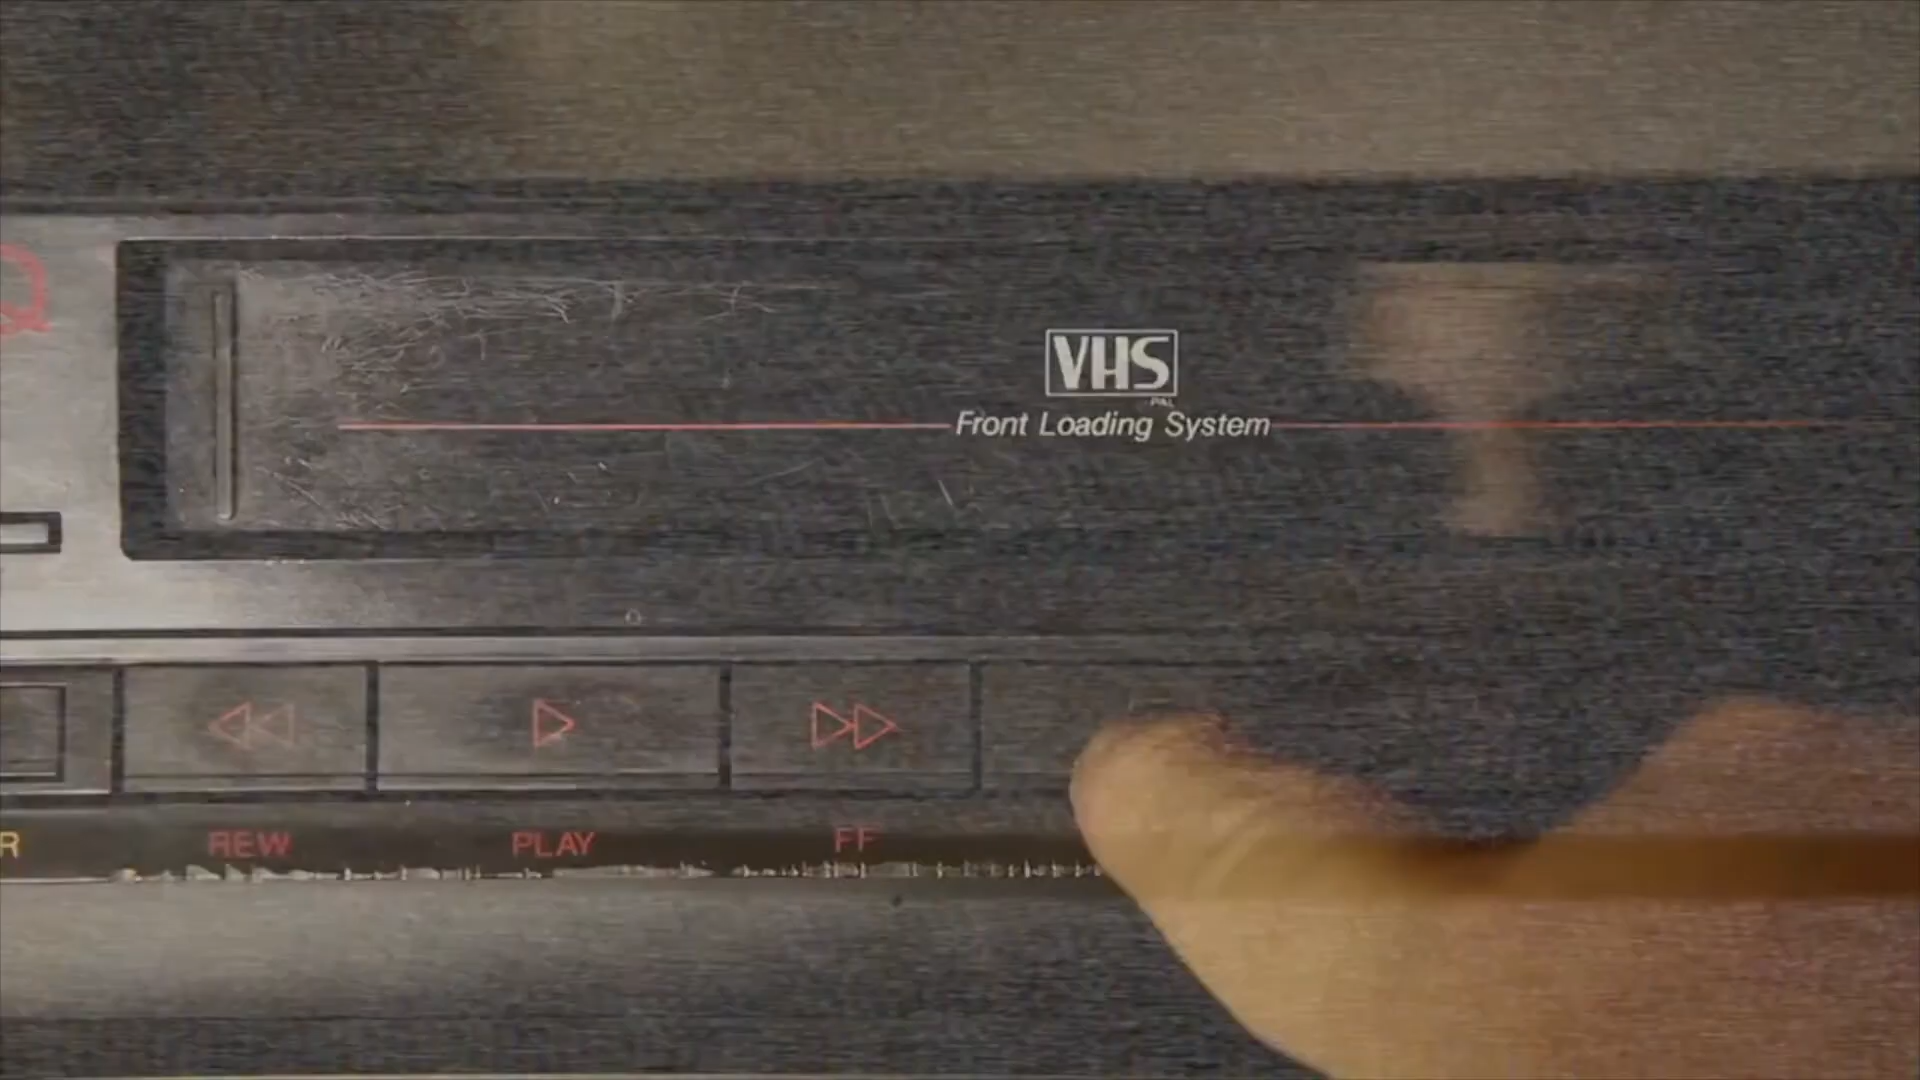 Q
VHS
PAL
Front Loading System
R
REW
PLAY
FF